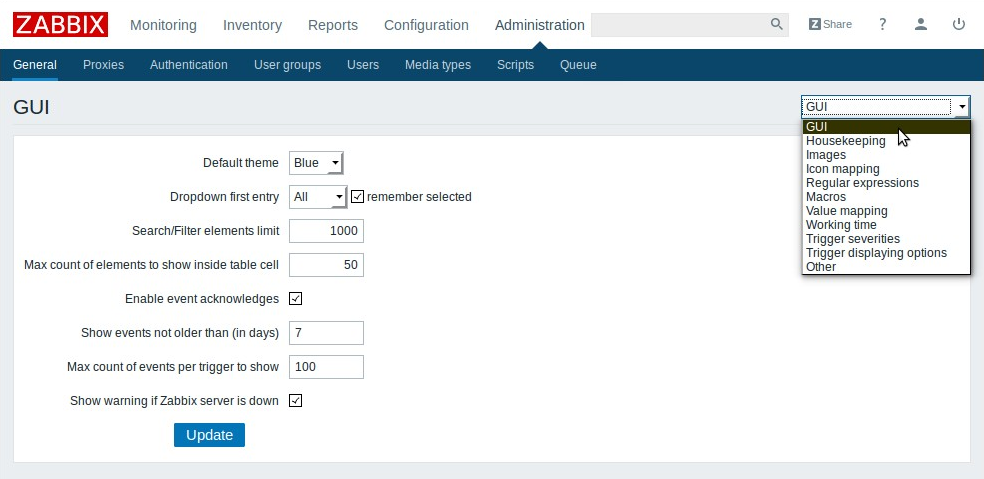 ZABBIX Monitoring Inventory Reports Configuration Administration Z Share ?
General Proxies Authentication User groups Users Media types Scripts Queue
GUI
GUI
GUI
Housekeeping
Images
Icon mapping
Regular expressions
Macros
Value mapping
Working time
Trigger severities
Trigger displaying options
Other
Default theme Blue
Dropdown first entry All remember selected
Search/Filter elements limit 1000
Max count of elements to show inside table cell 50
Enable event acknowledges
Show events not older than (in days) 7
Max count of events per trigger to show 100
Show warning if Zabbix server is down
Update